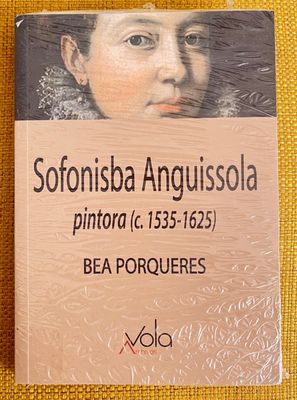 Sofonisba Anguissola
pintora (c. 1535-1625)
BEA PORQUERES
Vola